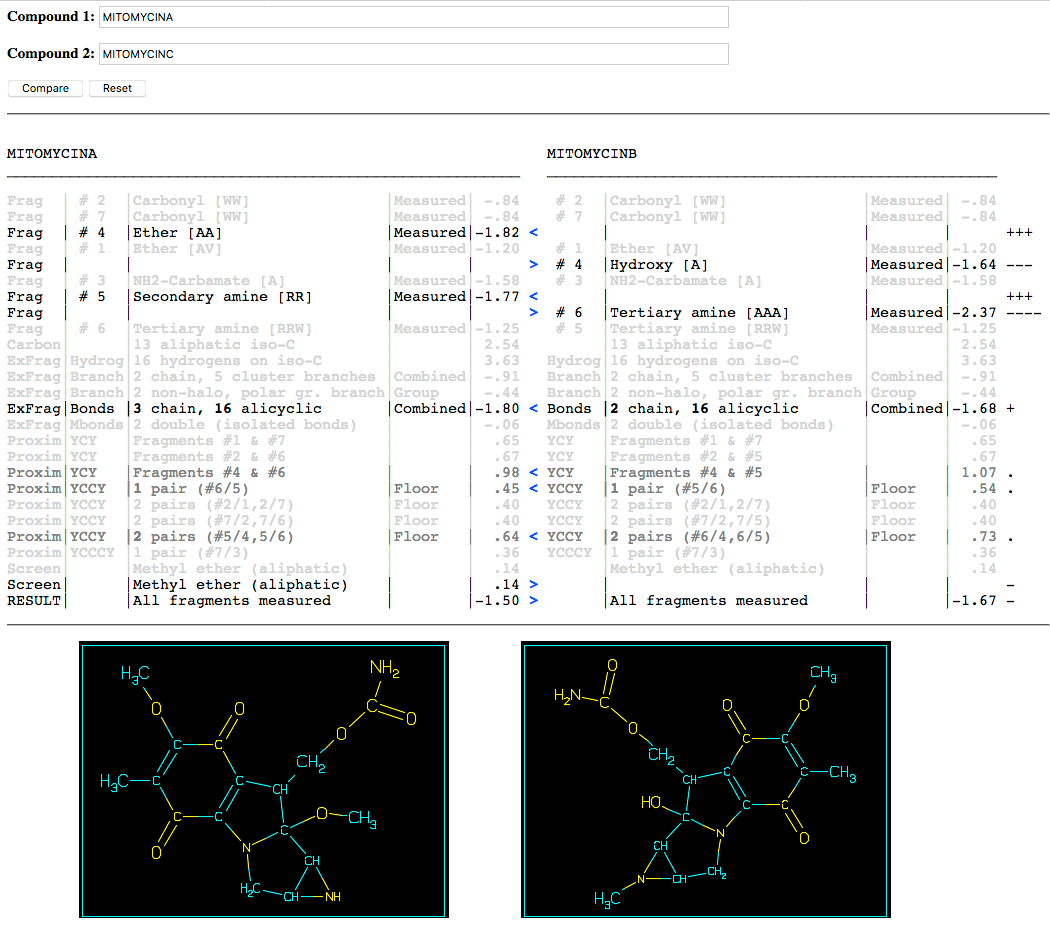 Compound 1: MITOMYCINA
Compound 2: MITOMYCINC
Compare Reset
MITOMYCINA MITOMYCINB
Frag | # 2 |Carbonyl [WW] |Measured| -.84 # 2 |Carbonyl [WW] |Measured| -.84
Frag | # 7 |Carbonyl [WW] |Measured| -.84 # 7 |Carbonyl [WW] |Measured| -.84
Frag | # 4 |Ether [AA] |Measured|-1.82 < | | | +++
Frag | # 1 |Ether [AV] |Measured|-1.20 # 1 |Ether [AV] |Measured|-1.20
Frag | | | | > # 4 |Hydroxy [A] |Measured|-1.64 ---
Frag | # 3 |NH2-Carbamate [A] |Measured|-1.58 # 3 |NH2-Carbamate [A] |Measured|-1.58
Frag | # 5 |Secondary amine [RR] |Measured|-1.77 < | | | +++
Frag | | | | > # 6 |Tertiary amine [AAA] |Measured|-2.37 ----
Frag | # 6 |Tertiary amine [RRW] |Measured|-1.25 # 5 |Tertiary amine [RRW] |Measured|-1.25
Carbon| |13 aliphatic iso-C | | 2.54 |13 aliphatic iso-C | | 2.54
ExFrag|Hydrog|16 hydrogens on iso-C | | 3.63 Hydrog|16 hydrogens on iso-C | | 3.63
ExFrag|Branch|2 chain, 5 cluster branches |Combined| -.91 Branch|2 chain, 5 cluster branches |Combined| -.91
ExFrag|Branch|2 non-halo, polar gr. branch|Group | -.44 Branch|2 non-halo, polar gr. branch|Group | -.44
ExFrag|Bonds |3 chain, 16 alicyclic |Combined|-1.80 < Bonds |2 chain, 16 alicyclic |Combined|-1.68 +
ExFrag|Mbonds|2 double (isolated bonds) | | -.06 Mbonds|2 double (isolated bonds) | | -.06
Proxim|YCY |Fragments #1 & #7 | | .65 YCY |Fragments #1 & #7 | | .65
Proxim|YCY |Fragments #2 & #6 | | .67 YCY |Fragments #2 & #5 | | .67
Proxim|YCY |Fragments #4 & #6 | | .98 < YCY |Fragments #4 & #5 | | 1.07 .
Proxim|YCCY |1 pair (#6/5) |Floor | .45 < YCCY |1 pair (#5/6) |Floor | .54 .
Proxim|YCCY |2 pairs (#2/1,2/7) |Floor | .40 YCCY |2 pairs (#2/1,2/7) |Floor | .40
Proxim|YCCY |2 pairs (#7/2,7/6) |Floor | .40 YCCY |2 pairs (#7/2,7/5) |Floor | .40
Proxim|YCCY |2 pairs (#5/4,5/6) |Floor | .64 < YCCY |2 pairs (#6/4,6/5) |Floor | .73 .
Proxim|YCCCY |1 pair (#7/3) | | .36 YCCCY |1 pair (#7/3) | | .36
Screen| |Methyl ether (aliphatic) | | .14 |Methyl ether (aliphatic) | | .14
Screen| |Methyl ether (aliphatic) | | .14 > | | | -
RESULT| |All fragments measured | |-1.50 > |All fragments measured | |-1.67 -
H3C NH2
O O C O
C C O
CH2
H3C C C CH
C C O CH3
O N C
CH
H2C CH NH
O CH3
H2N C O O
O C C
CH2
CH C C CH3
HO C C C
N O
CH
N CH CH2
H3C